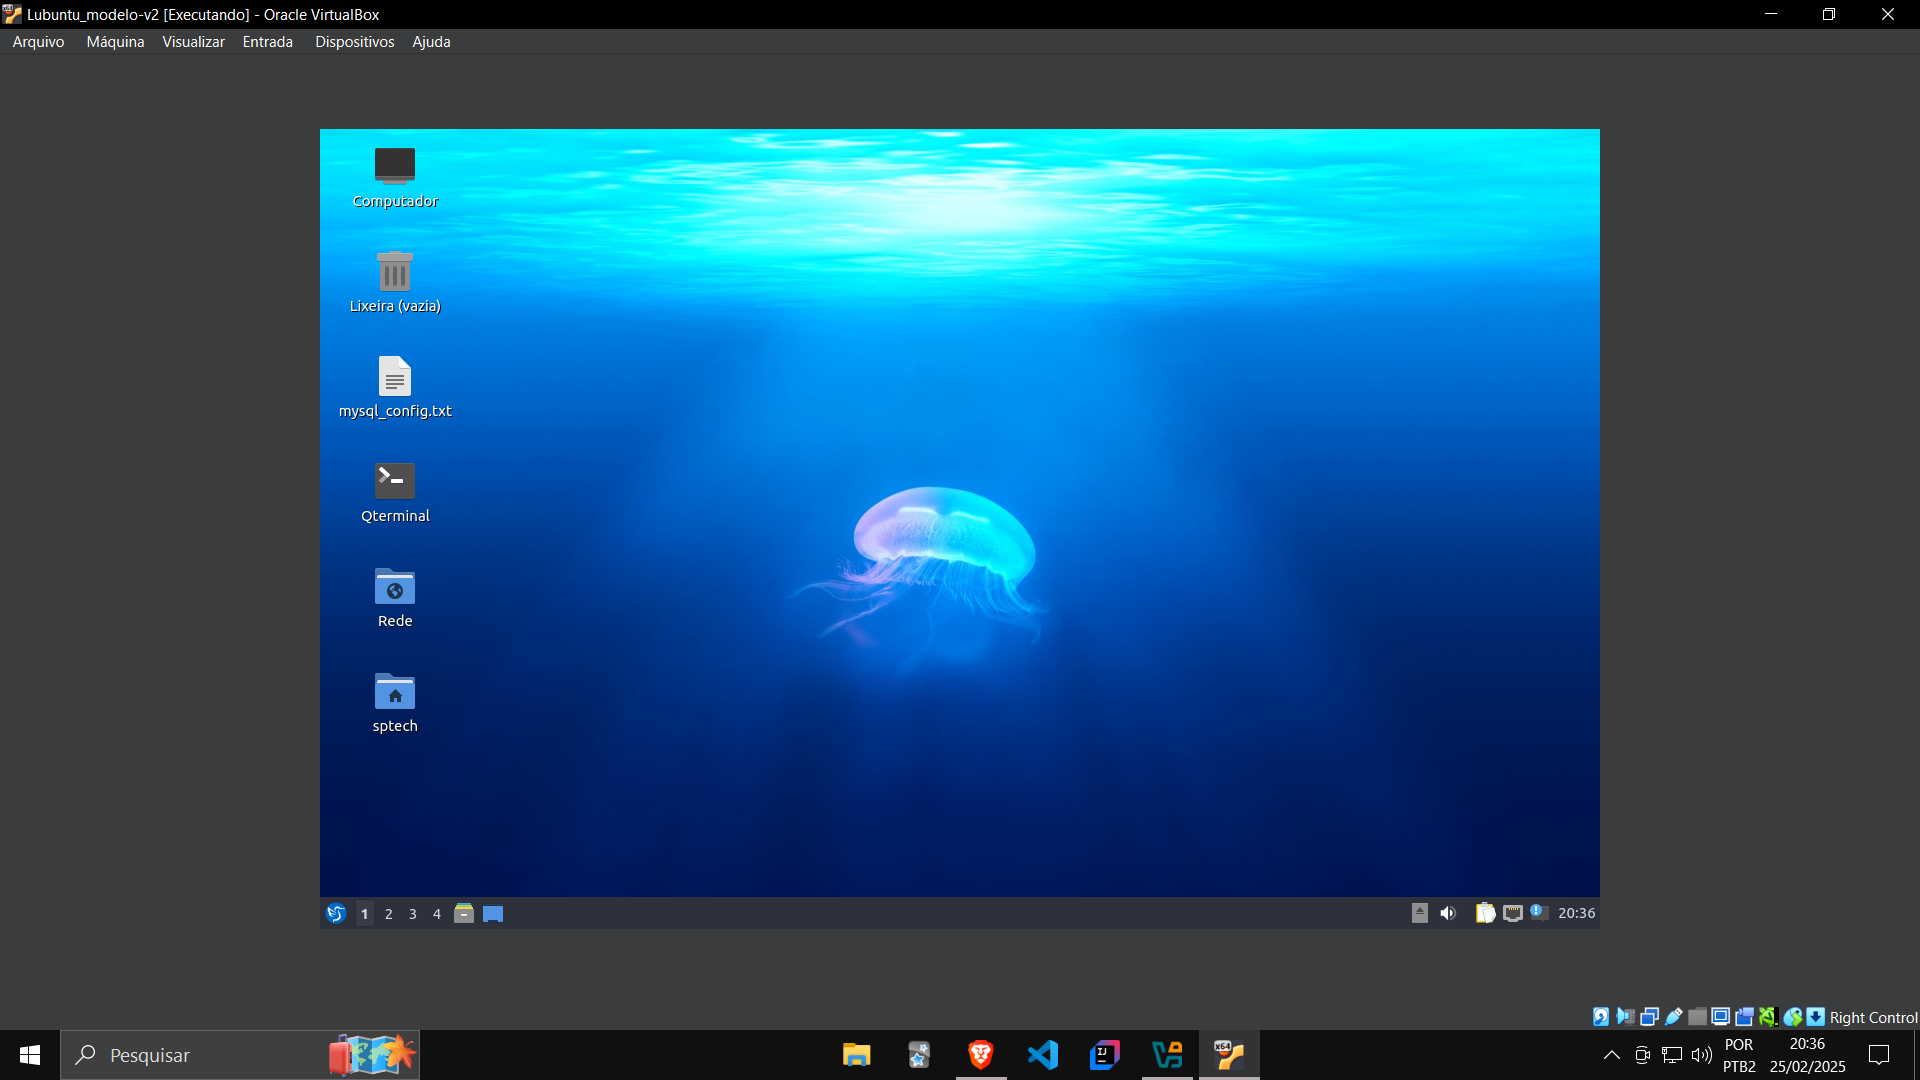 Lubuntu_modelo-v2 [Executando] - Oracle VirtualBox
Arquivo Máquina Visualizar Entrada Dispositivos Ajuda
Computador
Lixeira (vazia)
mysql_config.txt
Qterminal
Rede
sptech
1 2 3 4
20:36
Right Control
Pesquisar
POR
PTB2
20:36
25/02/2025